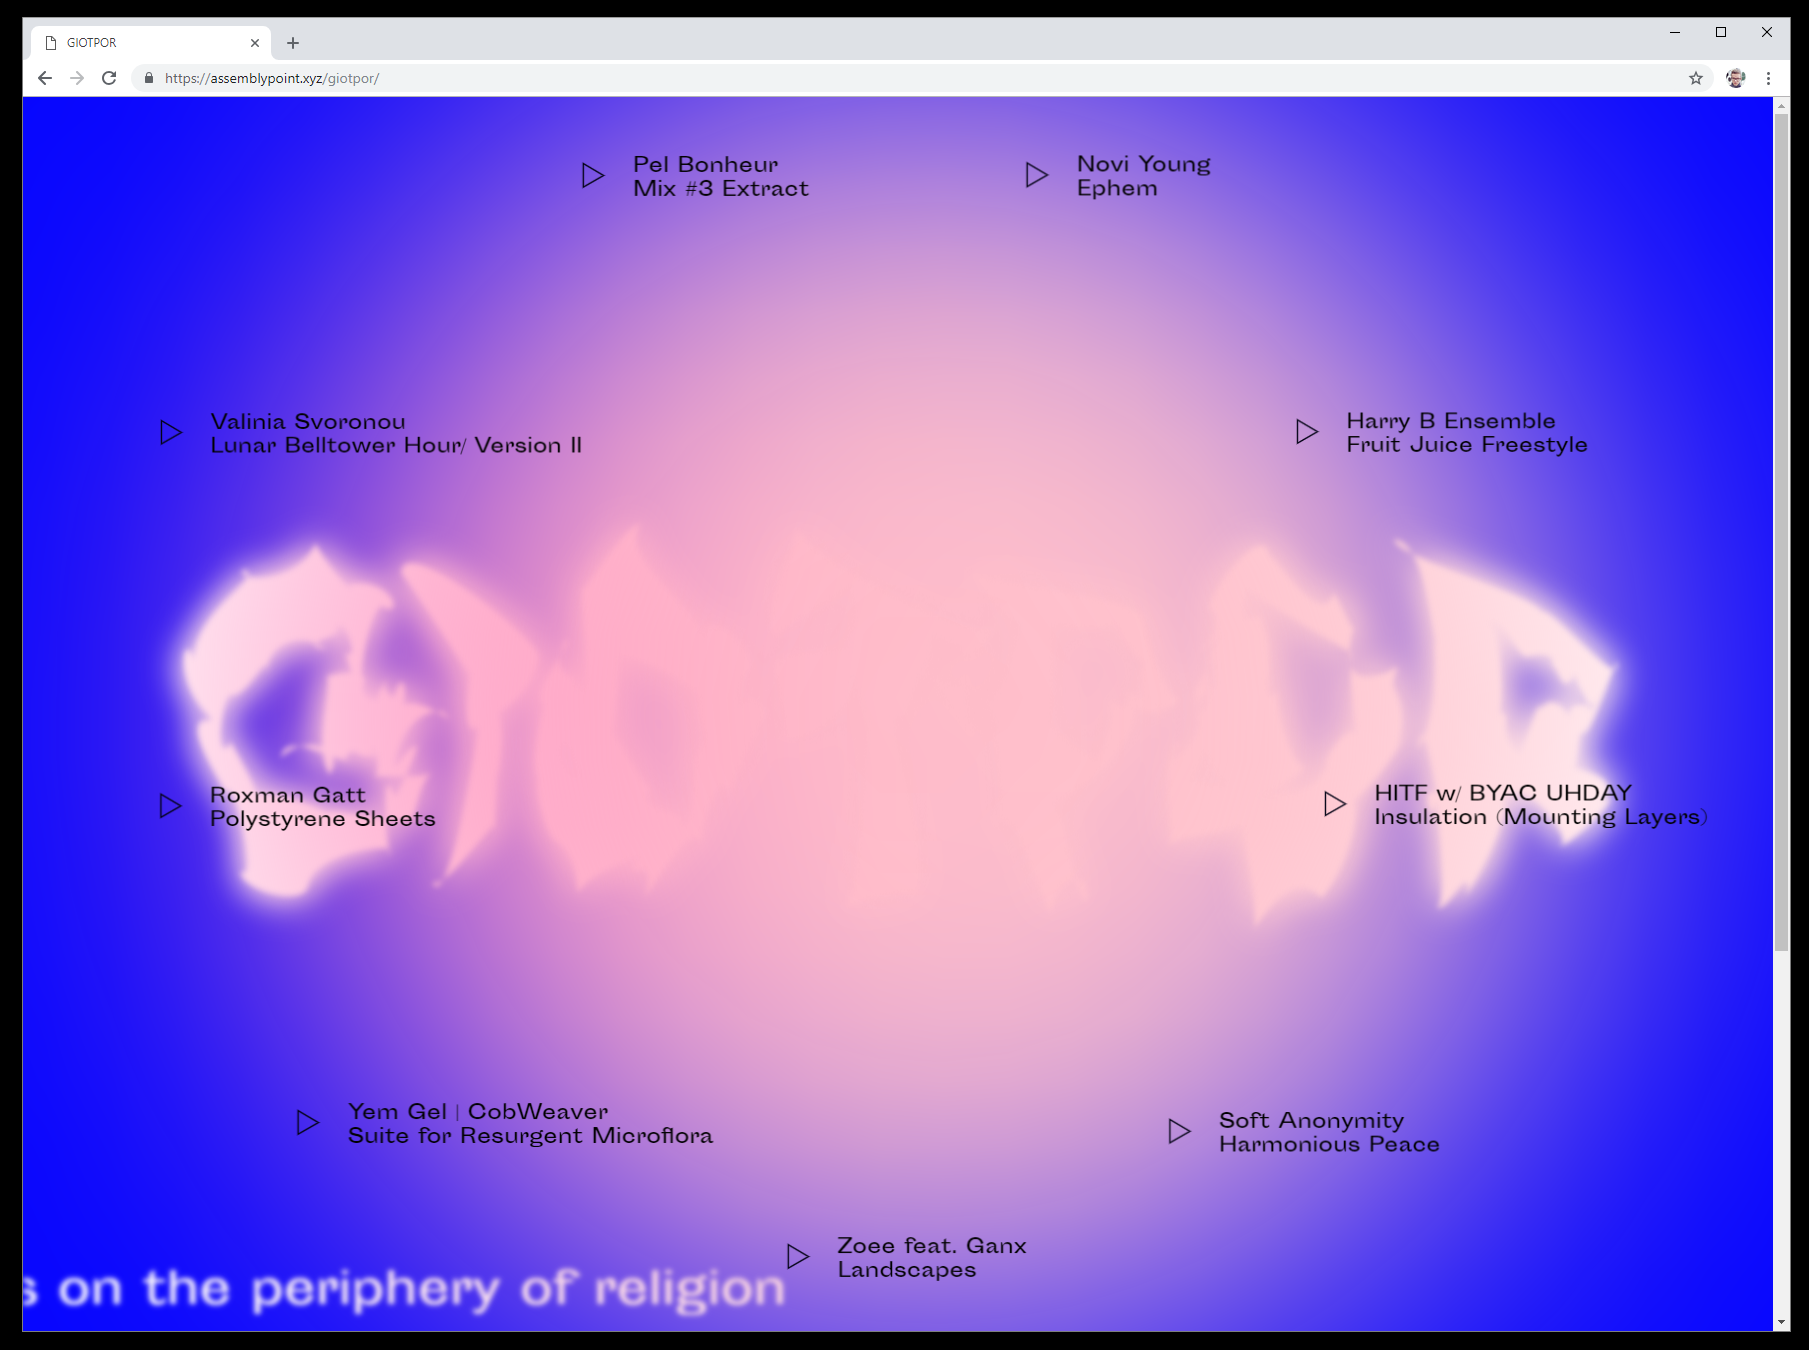 GIOTPOR
https://assemblypoint.xyz/giotpor/
Pel Bonheur
Mix #3 Extract
Novi Young
Ephem
Valinia Svoronou
Lunar Belltower Hour/ Version II
Harry B Ensemble
Fruit Juice Freestyle
GIOTPOR
Roxman Gatt
Polystyrene Sheets
HITF w/ BYAC UHDAY
Insulation (Mounting Layers)
Yem Gel | CobWeaver
Suite for Resurgent Microflora
Soft Anonymity
Harmonious Peace
Zoee feat. Ganx
Landscapes
s on the periphery of religion